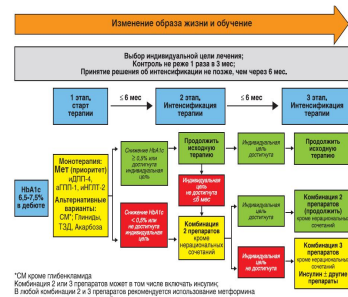 Изменение образа жизни и обучение
Выбор индивидуальной цели лечения;
Контроль не реже 1 раза в 3 мес;
Принятие решения об интенсификации не позже, чем через 6 мес.
1 этап,
старт
терапии
≤ 6 мес
2 этап,
Интенсификация
терапии
≤ 6 мес
3 этап,
Интенсификация
терапии
HbA1c
6,5-7,5%
в дебюте
Монотерапия:
Мет (приоритет)
иДПП-4,
аГПП-1, иНГЛТ-2
Альтернативные
варианты:
СМ*, Глиниды,
ТЗД, Акарбоза
Снижение HbA1c
≥ 0,5% или
достигнута
индивидуальная
цель
Снижение HbA1c
< 0,5% или
не достигнута
индивидуальная
цель
Продолжить
исходную
терапию
Индивидуальная
цель
не достигнута
≤6 мес
Комбинация
2 препаратов
кроме
нерациональных
сочетаний
Индивидуальная
цель
достигнута
Индивидуальная
цель
достигнута
Индивидуальная
цель
не достигнута
Продолжить
исходную
терапию
Комбинация 2
препаратов
(продолжить)
кроме
нерациональных
сочетаний
Комбинация 3
препаратов
кроме нерациональных
сочетаний
Инсулин ± другие
препараты
*СМ кроме глибенкламида
Комбинация 2 или 3 препаратов может в том числе включать инсулин;
В любой комбинации 2 и 3 препаратов рекомендуется использование метформина